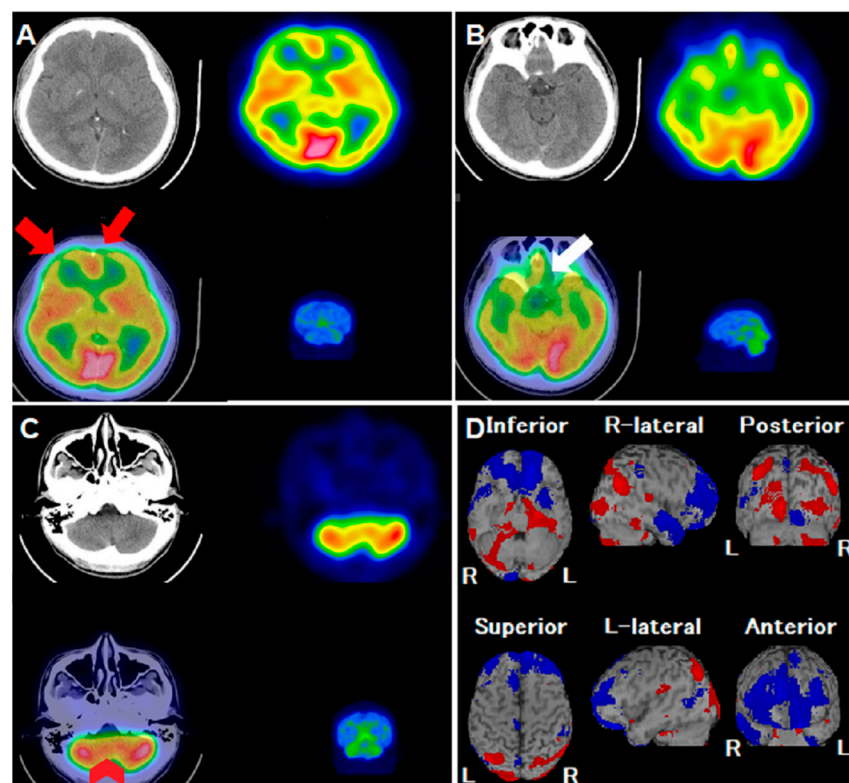 A
B
C
D
Inferior R-lateral Posterior
R L
L R
Superior L-lateral Anterior
L R
R L